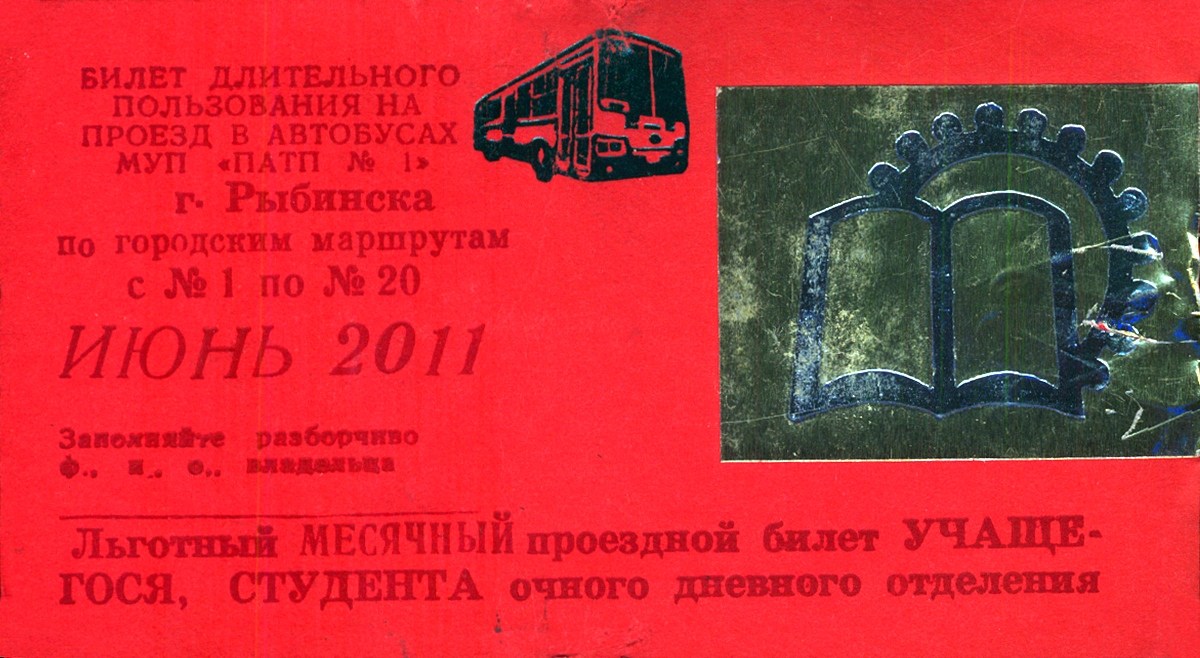 БИЛЕТ ДЛИТЕЛЬНОГО
ПОЛЬЗОВАНИЯ НА
ПРОЕЗД В АВТОБУСАХ
МУП «ПАТП № 1»
г. Рыбинска
по городским маршрутам
с № 1 по № 20
ИЮНЬ 2011
Заполняйте разборчиво
ф., и., о., владельца
Льготный МЕСЯЧНЫЙ проездной билет УЧАЩЕ-
ГОСЯ, СТУДЕНТА очного дневного отделения